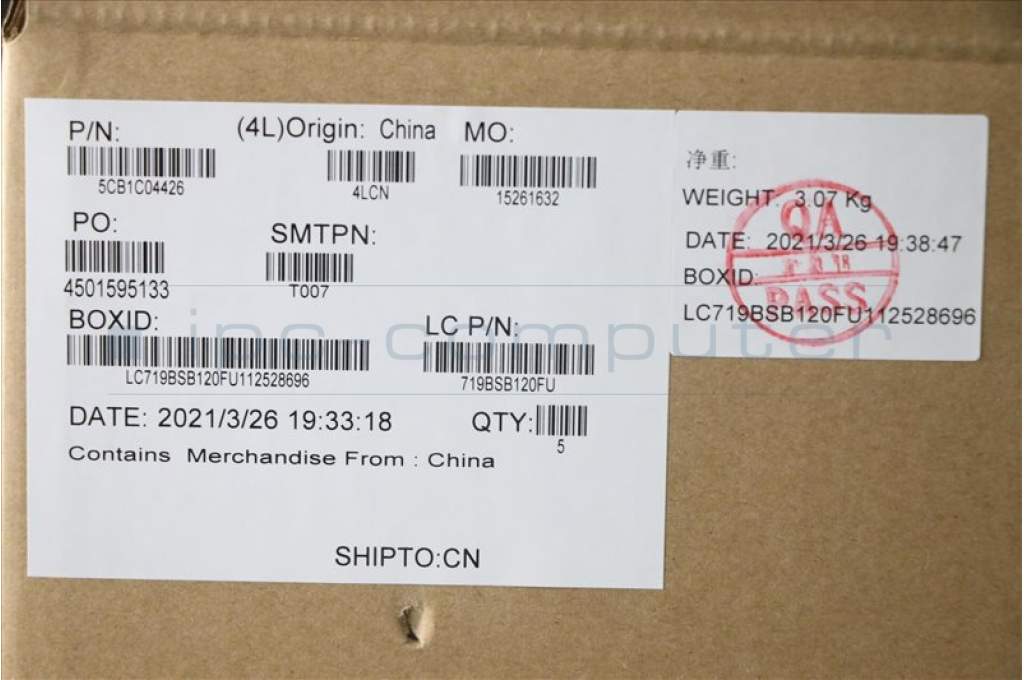 P/N: (4L)Origin: China MO:
5CB1C04426 4LCN 15261632
PO: SMTPN:
4501595133 T007
BOXID: LC P/N:
LC719BSB120FU112528696 719BSB120FU
DATE: 2021/3/26 19:33:18 QTY:
5
Contains Merchandise From : China
SHIPTO:CN
净重:
WEIGHT: 3.07 Kg
DATE: 2021/3/26 19:38:47
BOXID:
LC719BSB120FU112528696
QA
PASS
ipc-computer